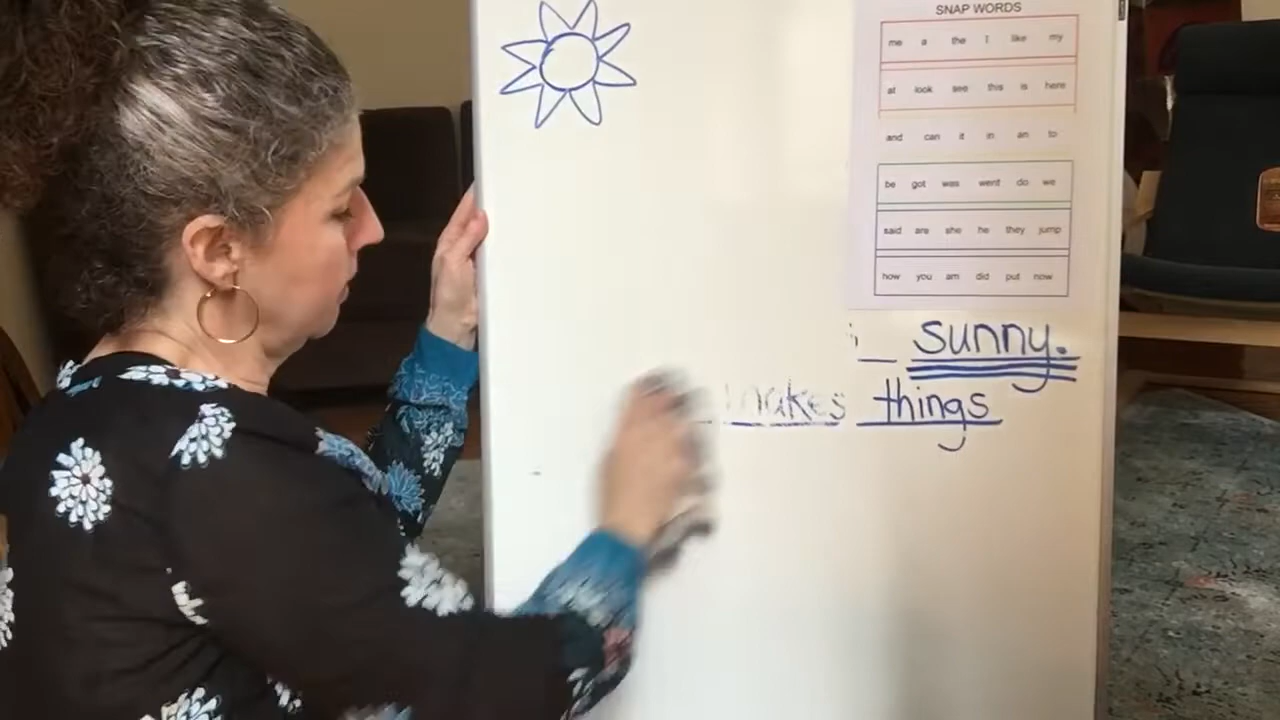 SNAP WORDS
me a the I like my
at look see this is here
and can it in an to
be got was went do we
said are she he they jump
how you am did put now
sunny.
makes things